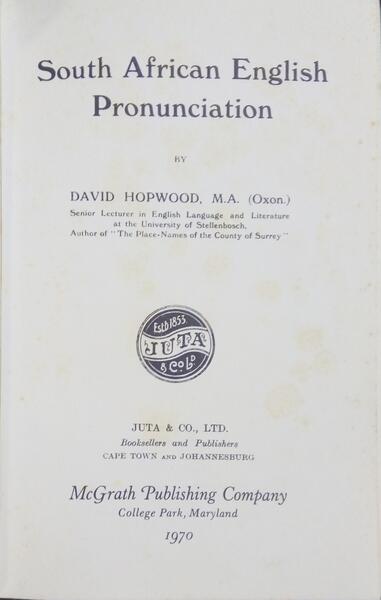 South African English
Pronunciation
BY
DAVID HOPWOOD, M.A. (Oxon.)
Senior Lecturer in English Language and Literature
at the University of Stellenbosch.
Author of "The Place-Names of the County of Surrey"
Estd 1853
JUTA
& Co Ld
JUTA & CO., LTD.
Booksellers and Publishers
CAPE TOWN AND JOHANNESBURG
McGrath Publishing Company
College Park, Maryland
1970